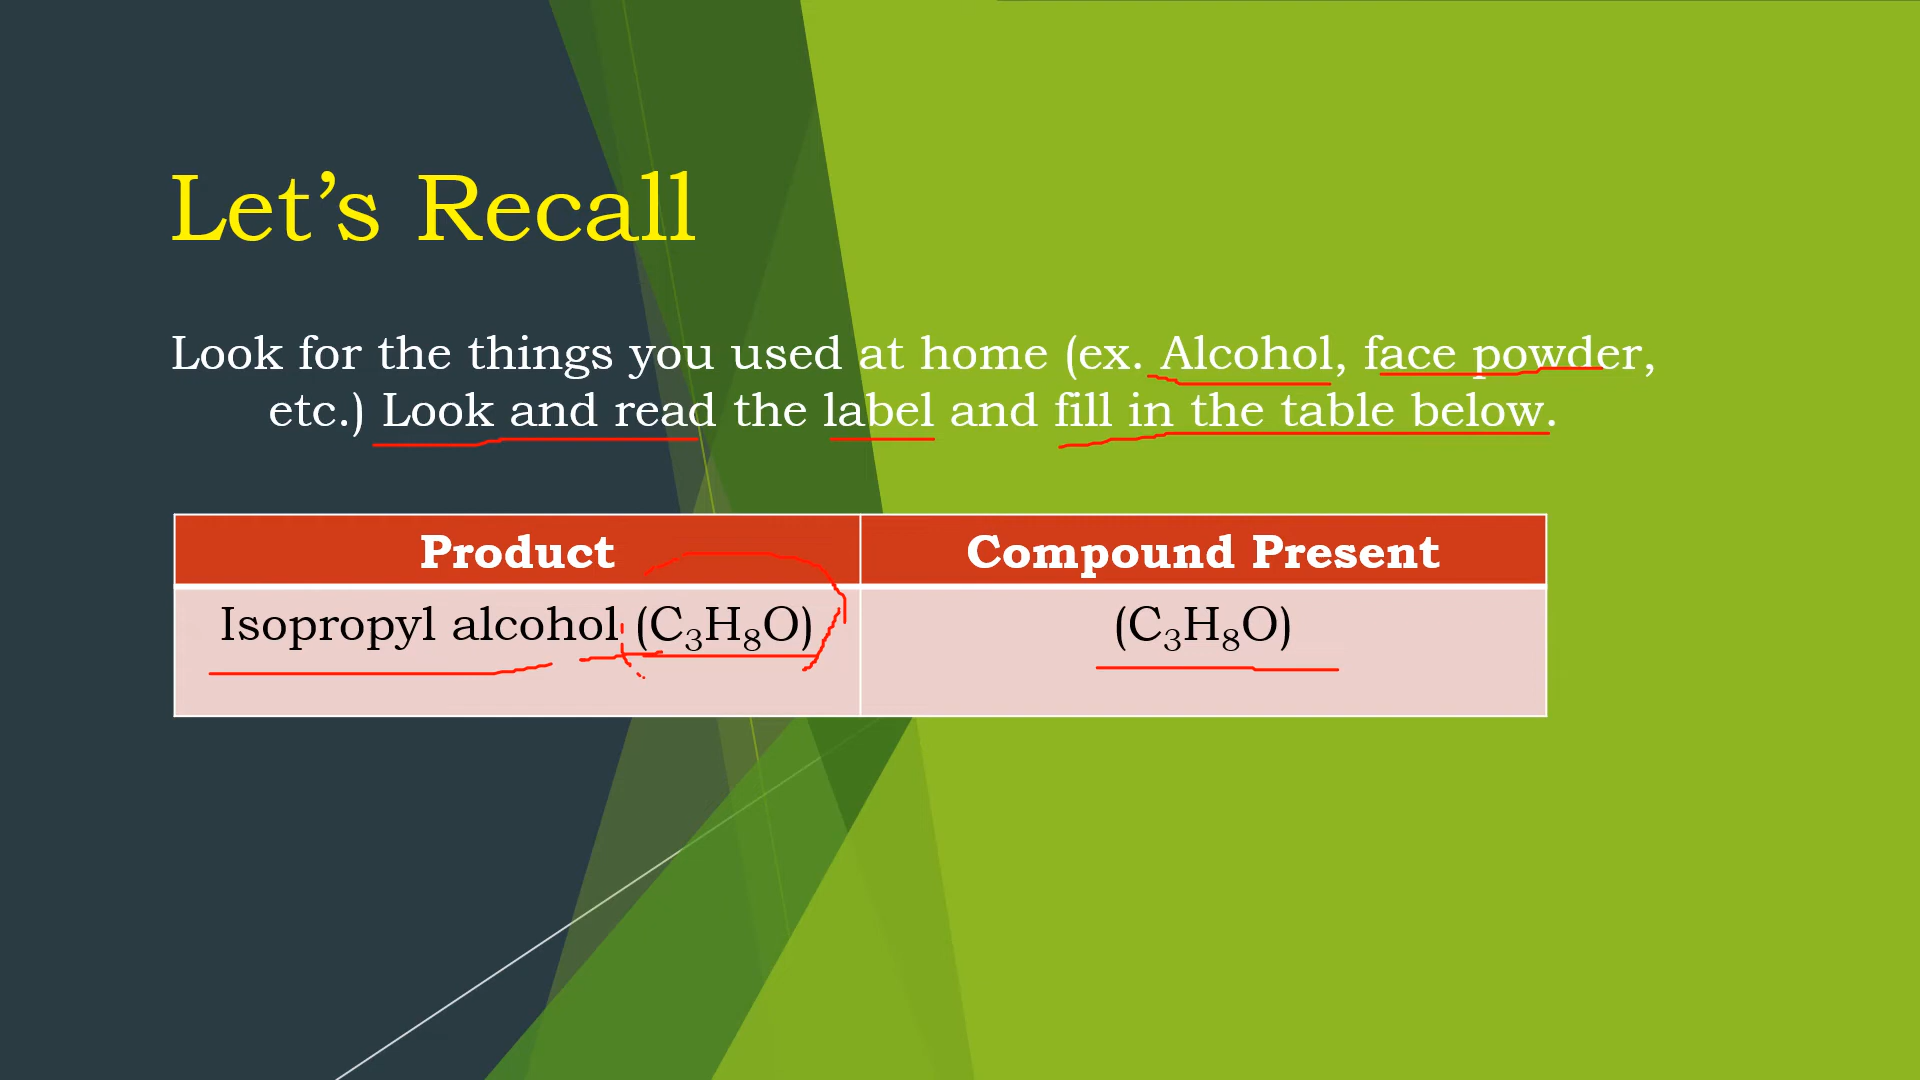 Let’s Recall
Look for the things you used at home (ex. Alcohol, face powder,
etc.) Look and read the label and fill in the table below.
Product
Compound Present
Isopropyl alcohol (C₃H₈O)
(C₃H₈O)